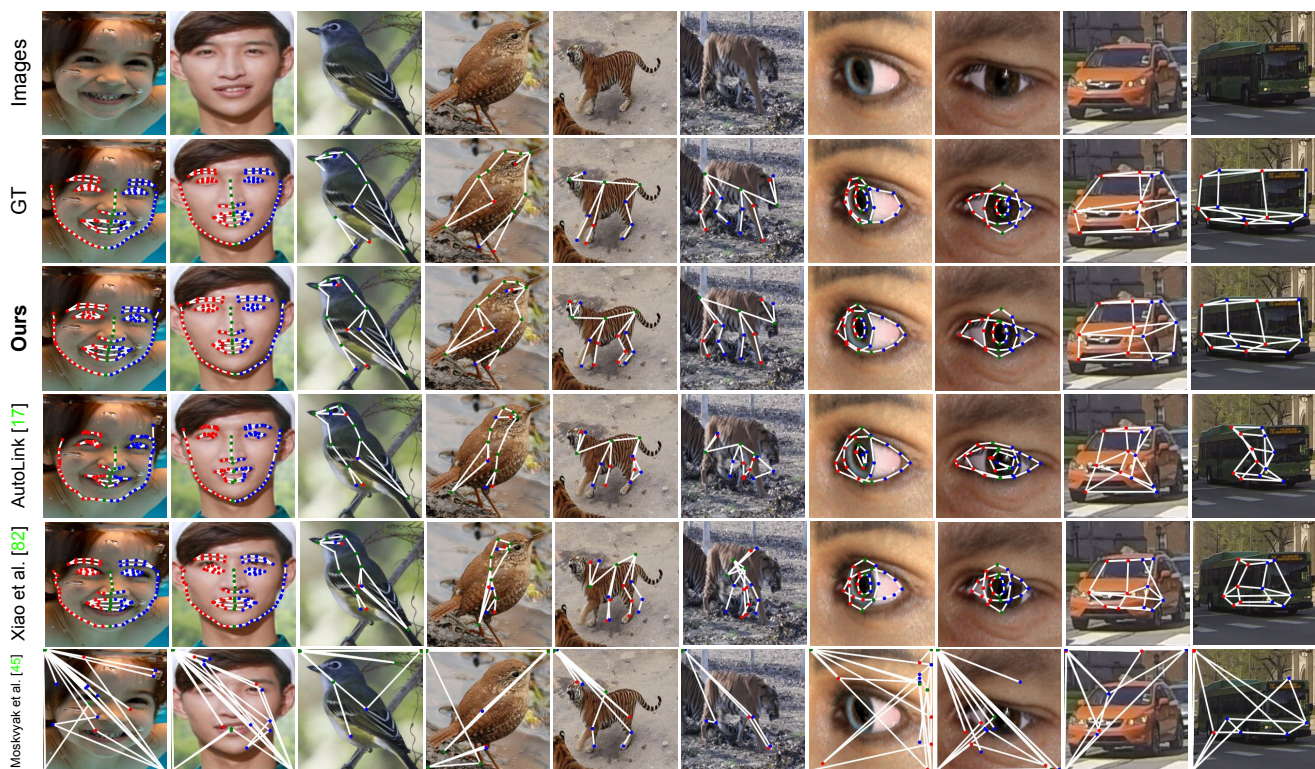 Images
GT
Ours
AutoLink [17]
Xiao et al. [82]
Moskvyak et al. [45]